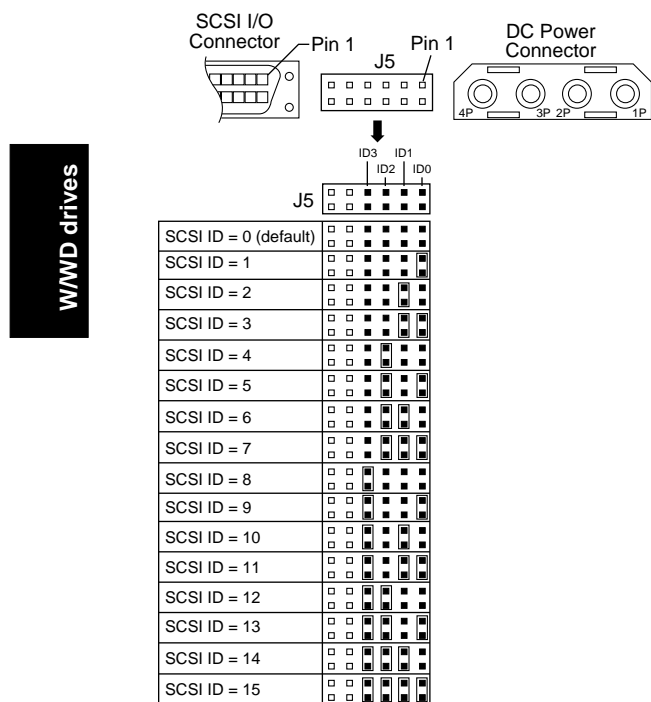 SCSI I/O
Connector
Pin 1
Pin 1
J5
DC Power
Connector
4P 3P 2P 1P
W/WD drives
ID3 ID1
ID2 ID0
J5
SCSI ID = 0 (default)
SCSI ID = 1
SCSI ID = 2
SCSI ID = 3
SCSI ID = 4
SCSI ID = 5
SCSI ID = 6
SCSI ID = 7
SCSI ID = 8
SCSI ID = 9
SCSI ID = 10
SCSI ID = 11
SCSI ID = 12
SCSI ID = 13
SCSI ID = 14
SCSI ID = 15